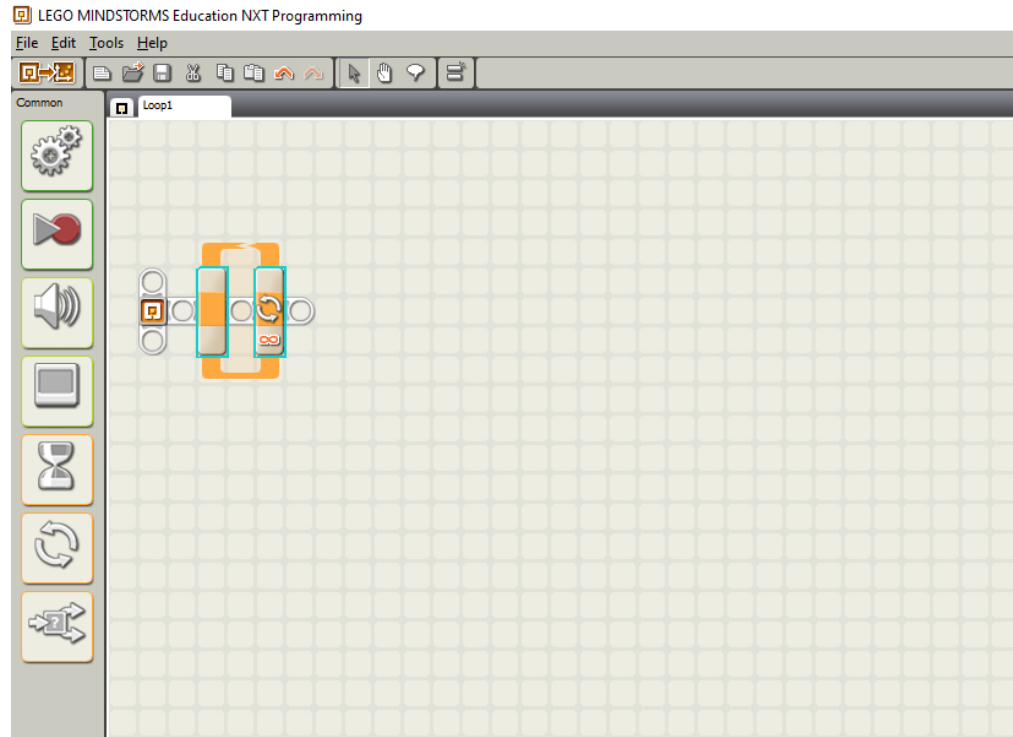 LEGO MINDSTORMS Education NXT Programming
File Edit Tools Help
Common
Loop1